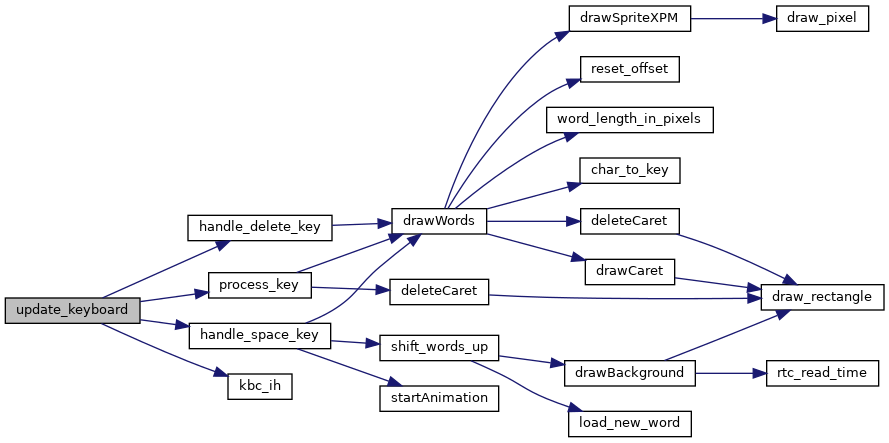 drawSpriteXPM
draw_pixel
reset_offset
word_length_in_pixels
char_to_key
handle_delete_key
drawWords
deleteCaret
drawCaret
process_key
deleteCaret
draw_rectangle
update_keyboard
handle_space_key
shift_words_up
drawBackground
rtc_read_time
kbc_ih
startAnimation
load_new_word